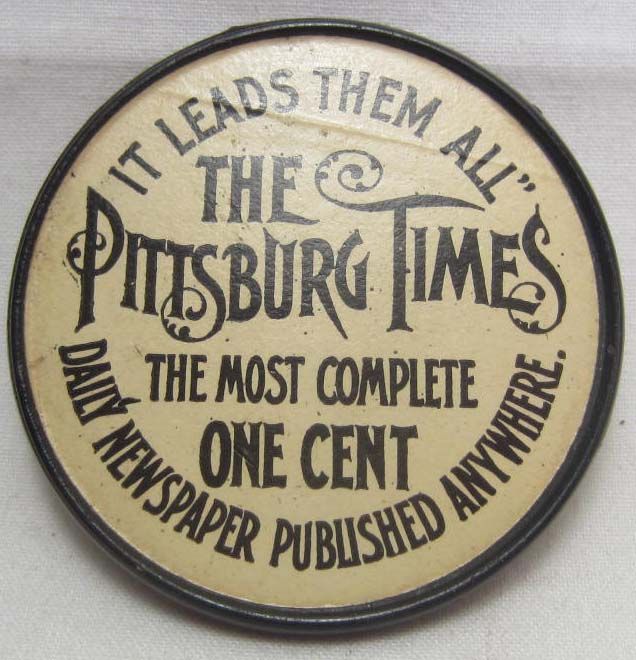 IT LEADS THEM ALL”
THE
PITTSBURG TIMES
THE MOST COMPLETE
ONE CENT
DAILY NEWSPAPER PUBLISHED ANYWHERE.